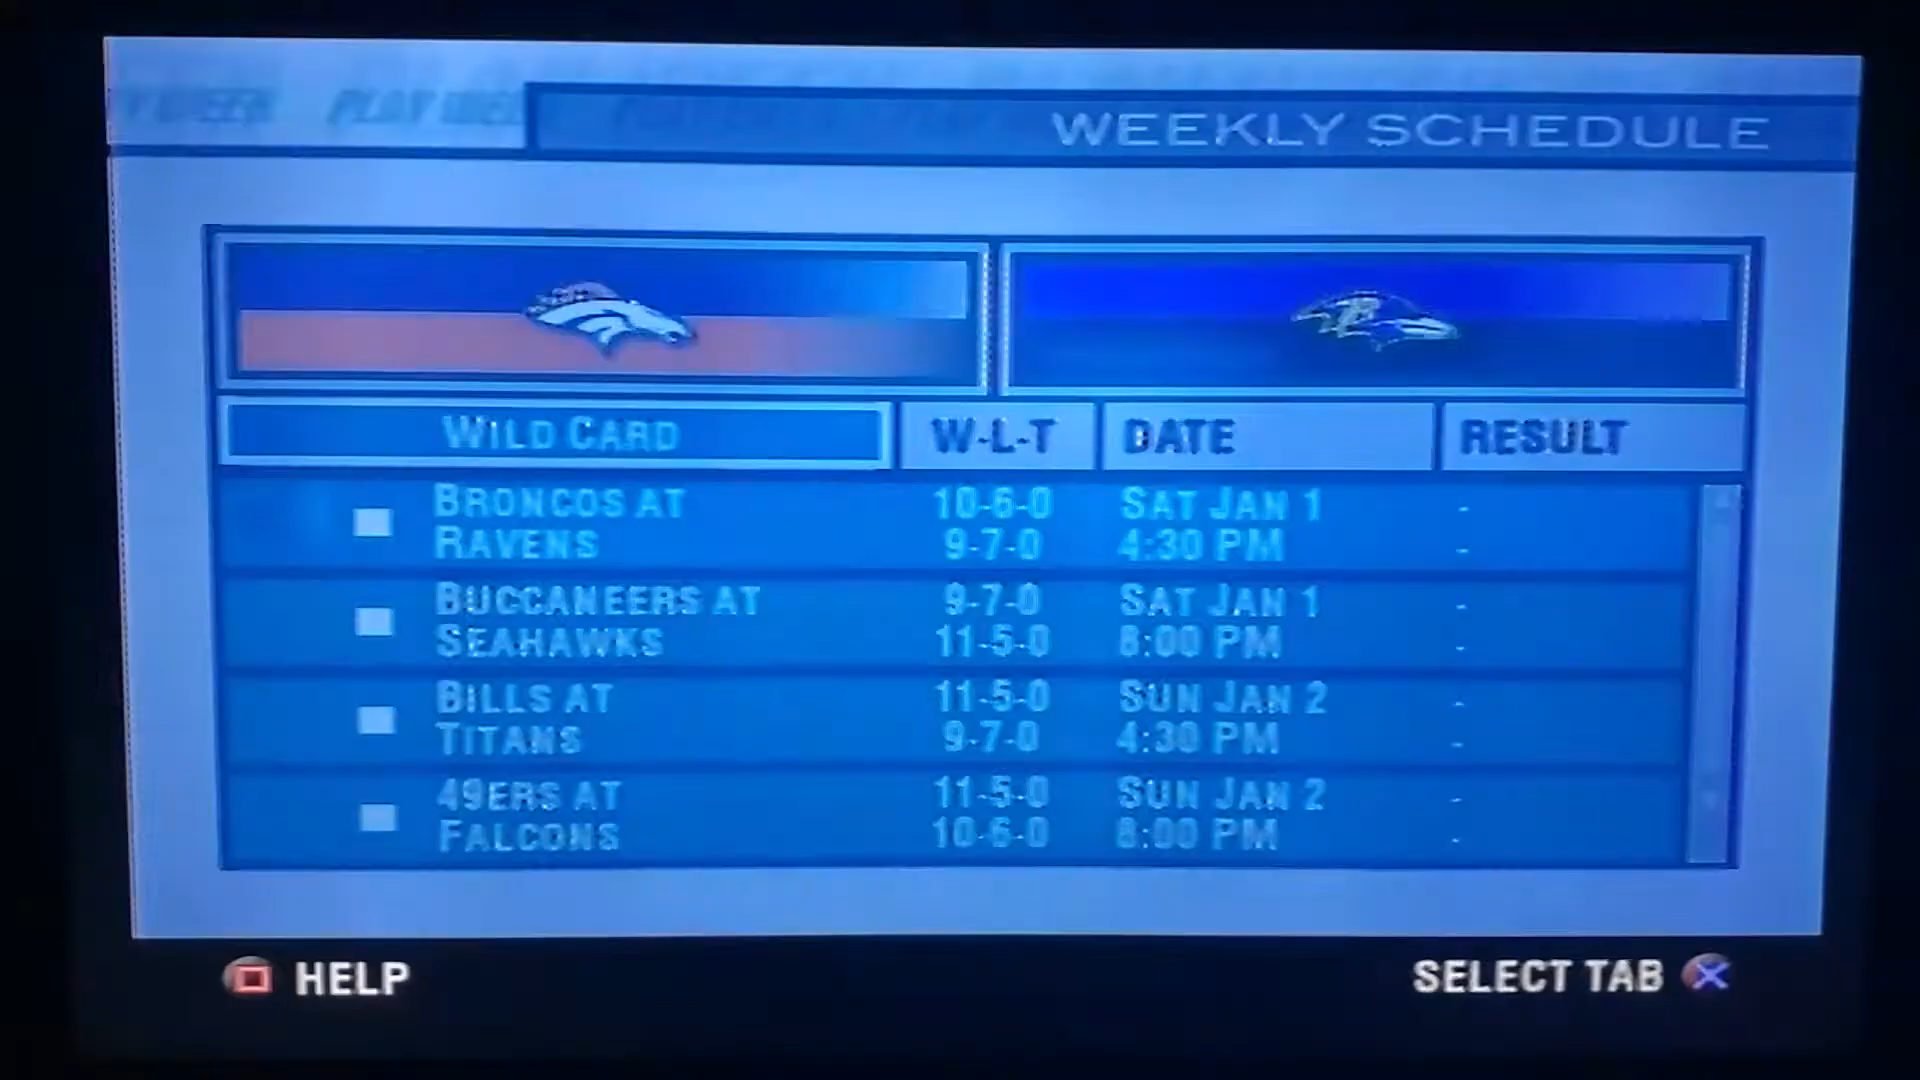 PLAY WEEK
WEEKLY SCHEDULE
WILD CARD W-L-T DATE RESULT
BRONCOS AT 10-6-0 SAT JAN 1 -
RAVENS 9-7-0 4:30 PM -
BUCCANEERS AT 9-7-0 SAT JAN 1 -
SEAHAWKS 11-5-0 8:00 PM -
BILLS AT 11-5-0 SUN JAN 2 -
TITANS 9-7-0 4:30 PM -
49ERS AT 11-5-0 SUN JAN 2 -
FALCONS 10-6-0 8:00 PM -
HELP SELECT TAB